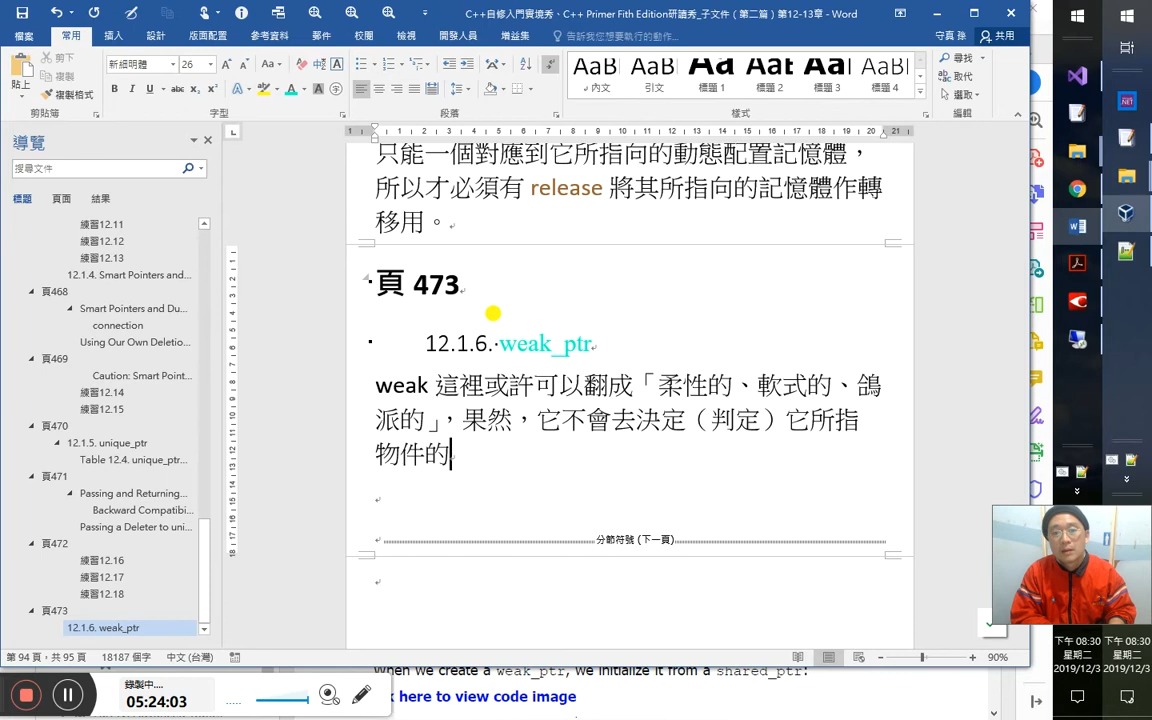 C++自修入門實境秀、C++ Primer Fith Edition研讀秀_子文件（第二篇）第12-13章 - Word
檔案 常用 插入 設計 版面配置 參考資料 郵件 校閱 檢視 開發人員 增益集 告訴我您想要執行的動作... 守真 孫 共用
貼上 剪下 複製 複製格式
新細明體 26
AaB AaB AaB AaB AaB AaBl
內文 引文 標題 1 標題 2 標題 3 標題 4
尋找 取代 選取
剪貼簿 字型 段落 樣式 編輯
導覽
搜尋文件
標題 頁面 結果
練習12.11
練習12.12
練習12.13
12.1.4. Smart Pointers and...
頁468
Smart Pointers and Du...
connection
Using Our Own Deletio...
頁469
Caution: Smart Point...
練習12.14
練習12.15
頁470
12.1.5. unique_ptr
Table 12.4. unique_ptr...
頁471
Passing and Returning...
Backward Compatibi...
Passing a Deleter to uni...
頁472
練習12.16
練習12.17
練習12.18
頁473
12.1.6. weak_ptr
只能一個對應到它所指向的動態配置記憶體，
所以才必須有 release 將其所指向的記憶體作轉
移用。
頁 473
12.1.6. weak_ptr
weak 這裡或許可以翻成「柔性的、軟式的、鴿
派的」，果然，它不會去決定（判定）它所指
物件的
分節符號 (下一頁)
第 94 頁，共 95 頁 18187 個字 中文 (台灣) 90%
When we create a weak_ptr, we initialize it from a shared_ptr:
here to view code image
錄製中....
05:24:03
下午 08:30 下午 08:30
星期二 星期二
2019/12/3 2019/12/3